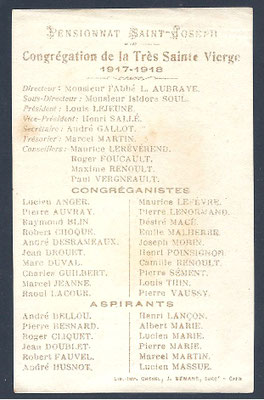 Pensionnat Saint-Joseph
Congrégation de la Très Sainte Vierge
1917-1918
Directeur : Monsieur l'Abbé L. AUBRAYE.
Sous-Directeur : Monsieur Isidore SOUL.
Président : Louis LEJEUNE.
Vice-Président : Henri SALLÉ.
Secrétaire : André GALLOT.
Trésorier : Marcel MARTIN.
Conseillers : Maurice LEREVÉREND.
Roger FOUCAULT.
Maxime RENOULT.
Paul VERGNEAULT.
CONGRÉGANISTES
Lucien ANGER. Maurice LEFÈVRE.
Pierre AUVRAY. Pierre LENORMAND.
Raymond BLIN Désiré MACÉ.
Robert CHOQUE. Emile MALHERBE.
André DESRAMEAUX. Joseph MORIN.
Jean DROUET. Henri POINSIGNON
Marc DUVAL. Camille RENOULT.
Charles GUILBERT. Pierre SÉMENT.
Marcel JEANNE. Louis TRIN.
Raoul LACOUR. Pierre VAUSSY.
ASPIRANTS
André BELLOU. Henri LANÇON.
Pierre BESNARD. Albert MARIE.
Roger CLIQUET. Lucien MARIE.
Jean DOUBLET. Pierre MARIE.
Robert FAUVEL. Marcel MARTIN.
André HUSNOT. Lucien MASSUE.